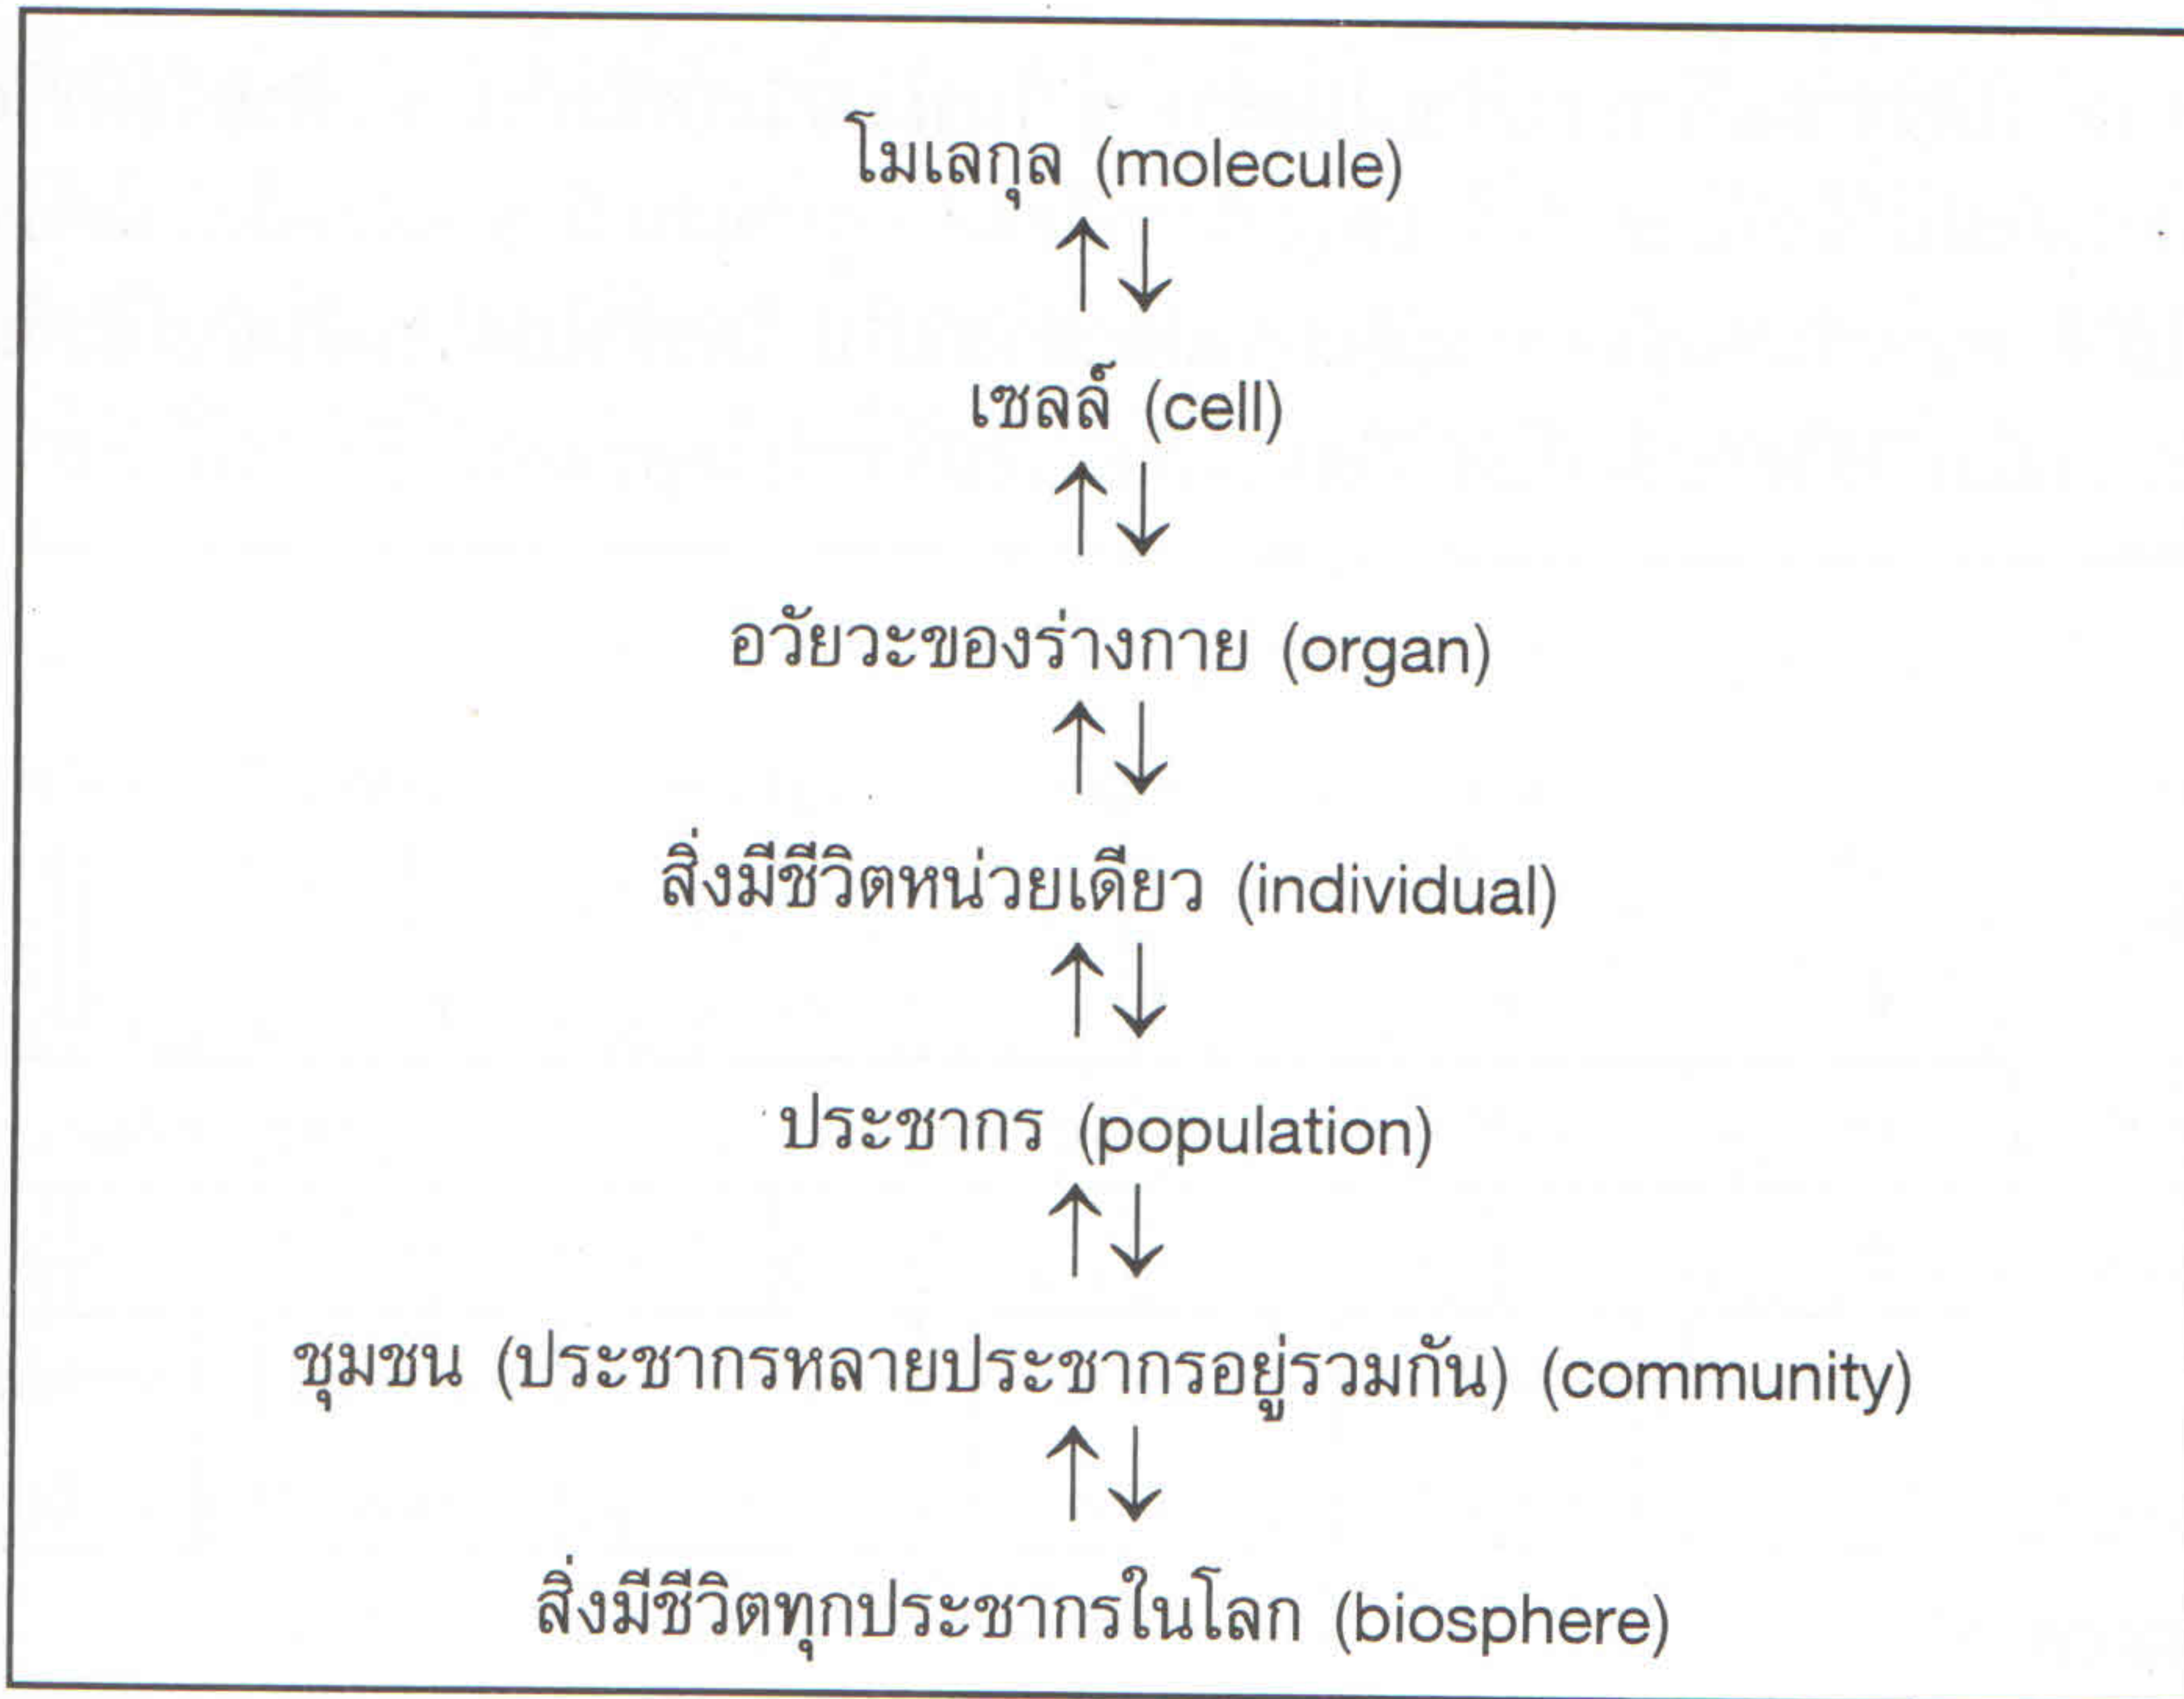 โมเลกุล (molecule)
เซลล์ (cell)
อวัยวะของร่างกาย (organ)
สิ่งมีชีวิตหน่วยเดียว (individual)
ประชากร (population)
ชุมชน (ประชากรหลายประชากรอยู่รวมกัน) (community)
สิ่งมีชีวิตทุกประชากรในโลก (biosphere)